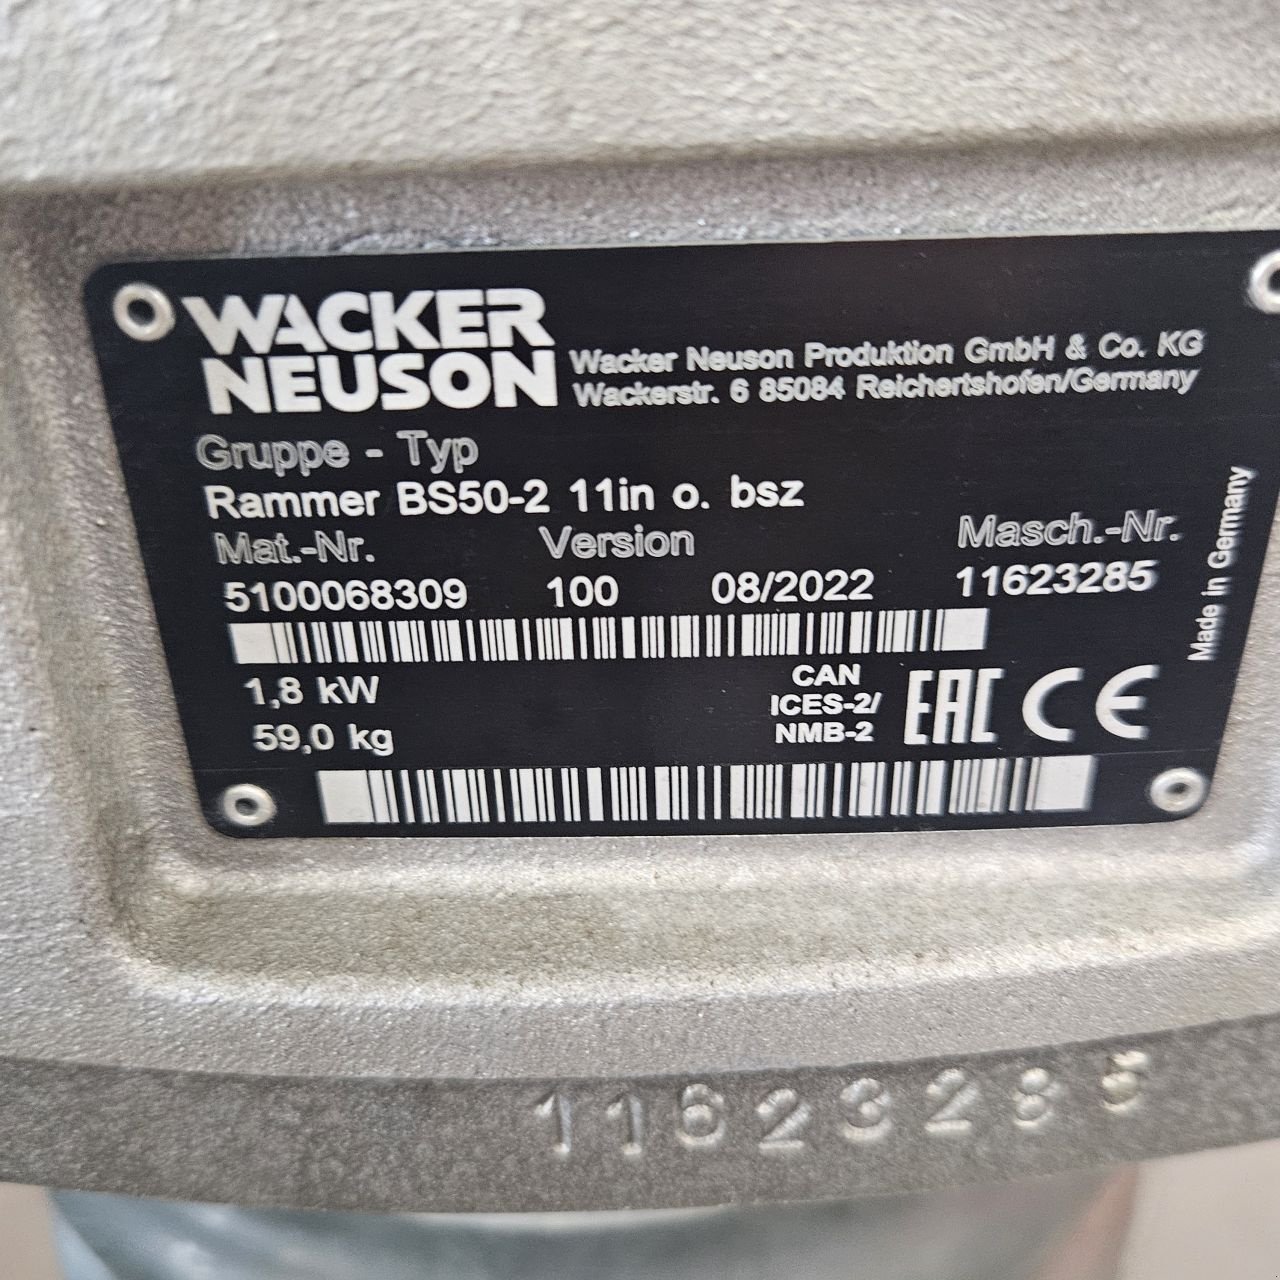 WACKER
NEUSON
Wacker Neuson Produktion GmbH & Co. KG
Wackerstr. 6 85084 Reichertshofen/Germany
Gruppe - Typ
Rammer BS50-2 11in o. bsz
Mat.-Nr. Version Masch.-Nr.
5100068309 100 08/2022 11623285
1,8 kW
59,0 kg
CAN
ICES-2/
NMB-2
EAC CE
Made in Germany
11623285